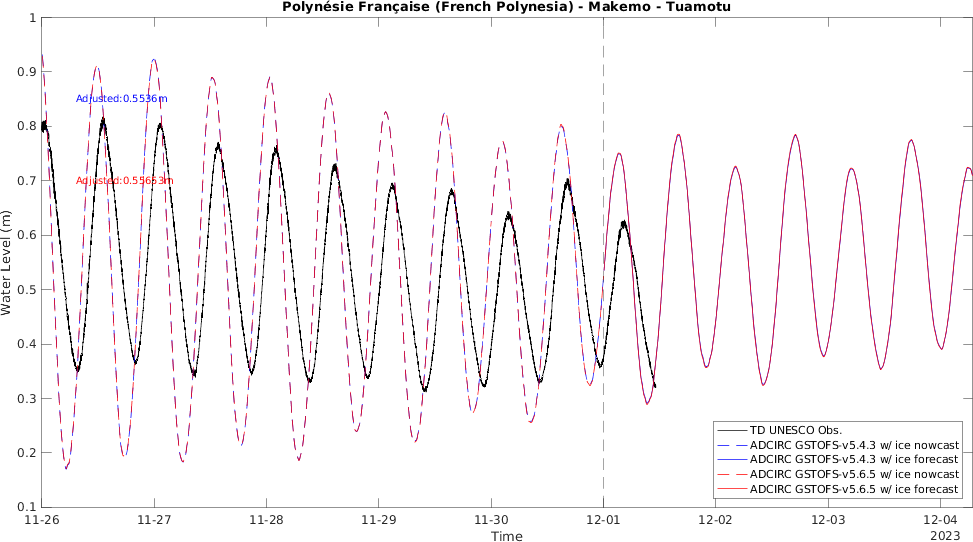 Polynésie Française (French Polynesia) - Makemo - Tuamotu
Water Level (m)
1
0.9
0.8
0.7
0.6
0.5
0.4
0.3
0.2
0.1
Adjusted:0.5536m
Adjusted:0.55653m
TD UNESCO Obs.
ADCIRC GSTOFS-v5.4.3 w/ ice nowcast
ADCIRC GSTOFS-v5.4.3 w/ ice forecast
ADCIRC GSTOFS-v5.6.5 w/ ice nowcast
ADCIRC GSTOFS-v5.6.5 w/ ice forecast
11-26 11-27 11-28 11-29 11-30 12-01 12-02 12-03 12-04
Time
2023